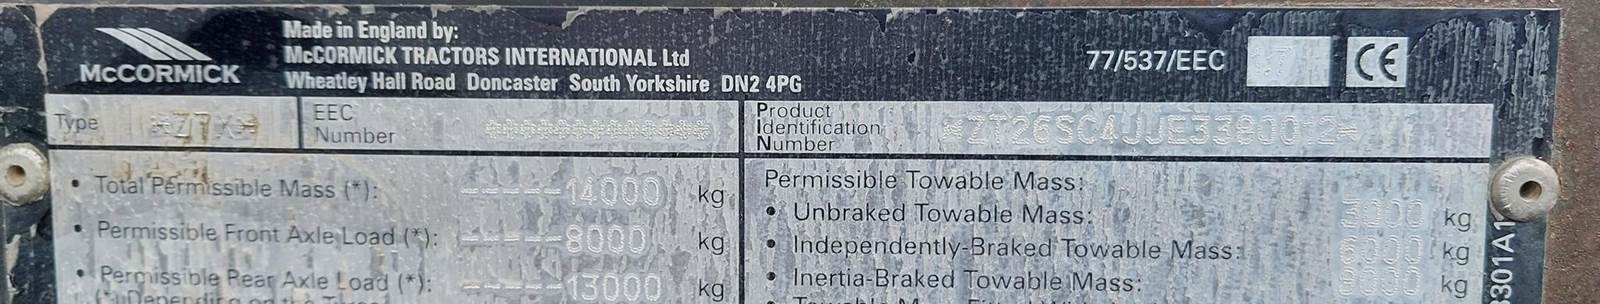 McCORMICK
Made in England by:
McCORMICK TRACTORS INTERNATIONAL Ltd
Wheatley Hall Road Doncaster South Yorkshire DN2 4PG
77/537/EEC
CE
Type
EEC
Number
Product
Identification
Number
• Total Permissible Mass (*): -----14000 kg
• Permissible Front Axle Load (*): -----8000 kg
• Permissible Rear Axle Load (*): -----13000 kg
Permissible Towable Mass:
• Unbraked Towable Mass: kg
• Independently-Braked Towable Mass: 6000 kg
• Inertia-Braked Towable Mass: 8000 kg